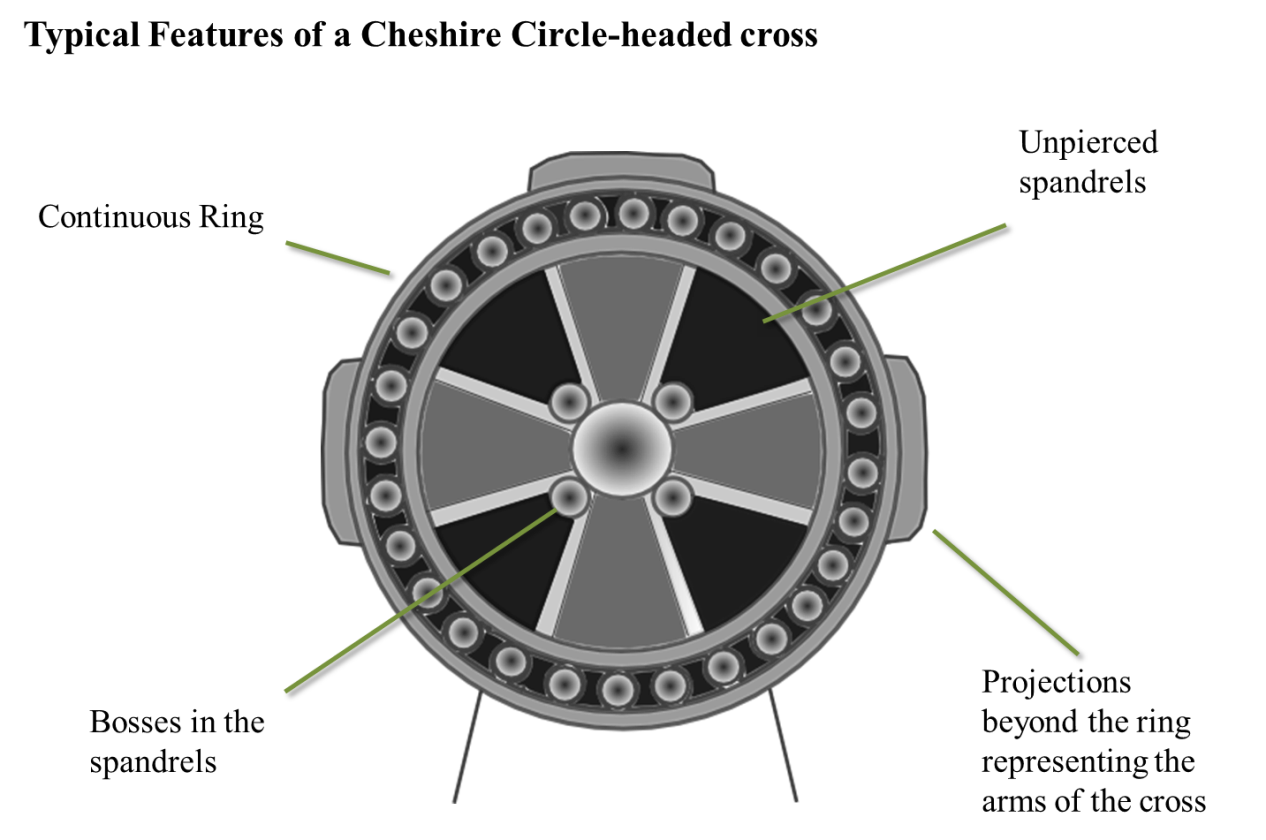 Typical Features of a Cheshire Circle-headed cross
Unpierced
spandrels
Continuous Ring
Bosses in the
spandrels
Projections
beyond the ring
representing the
arms of the cross